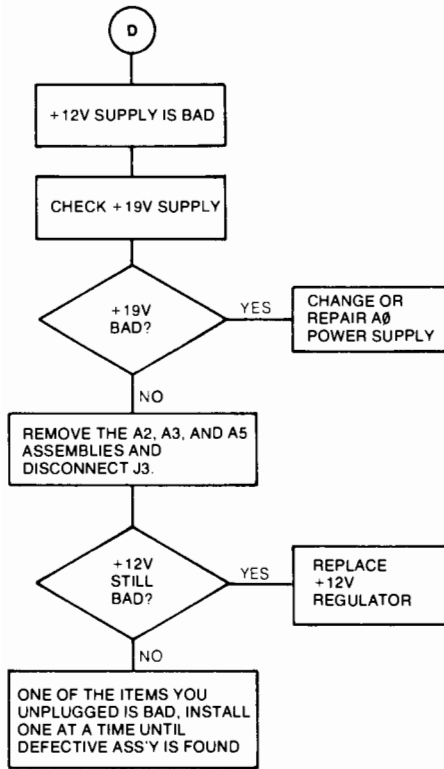 D
+12V SUPPLY IS BAD
CHECK +19V SUPPLY
+19V
BAD?
YES
CHANGE OR
REPAIR AØ
POWER SUPPLY
NO
REMOVE THE A2, A3, AND A5
ASSEMBLIES AND
DISCONNECT J3.
+12V
STILL
BAD?
YES
REPLACE
+12V
REGULATOR
NO
ONE OF THE ITEMS YOU
UNPLUGGED IS BAD, INSTALL
ONE AT A TIME UNTIL
DEFECTIVE ASS'Y IS FOUND